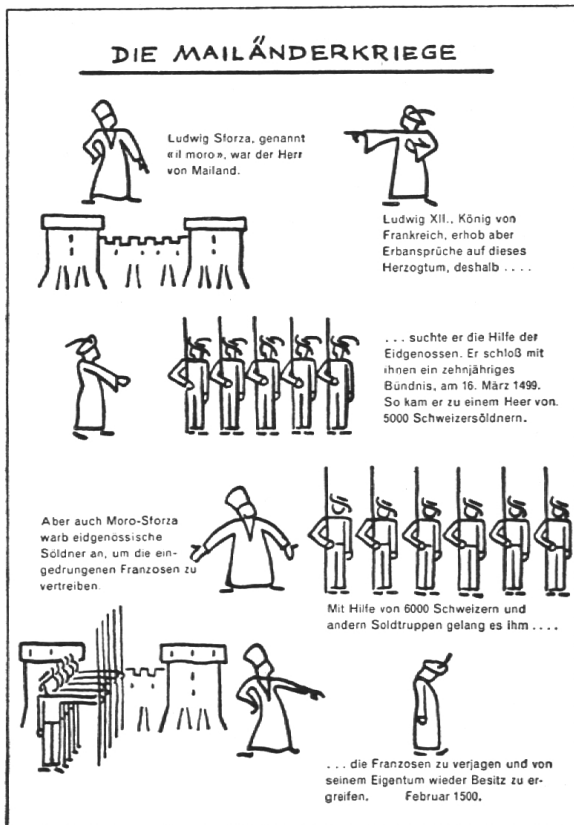 DIE MAILÄNDERKRIEGE
Ludwig Sforza, genannt
«il moro», war der Herr
von Mailand.
Ludwig XII., König von
Frankreich, erhob aber
Erbansprüche auf dieses
Herzogtum, deshalb . . . .
. . . suchte er die Hilfe der
Eidgenossen. Er schloß mit
ihnen ein zehnjähriges
Bündnis, am 16. März 1499.
So kam er zu einem Heer von
5000 Schweizersöldnern.
Aber auch Moro-Sforza
warb eidgenössische
Söldner an, um die ein-
gedrungenen Franzosen zu
vertreiben.
Mit Hilfe von 6000 Schweizern und
andern Soldtruppen gelang es ihm . . . .
. . . die Franzosen zu verjagen und von
seinem Eigentum wieder Besitz zu er-
greifen. Februar 1500.